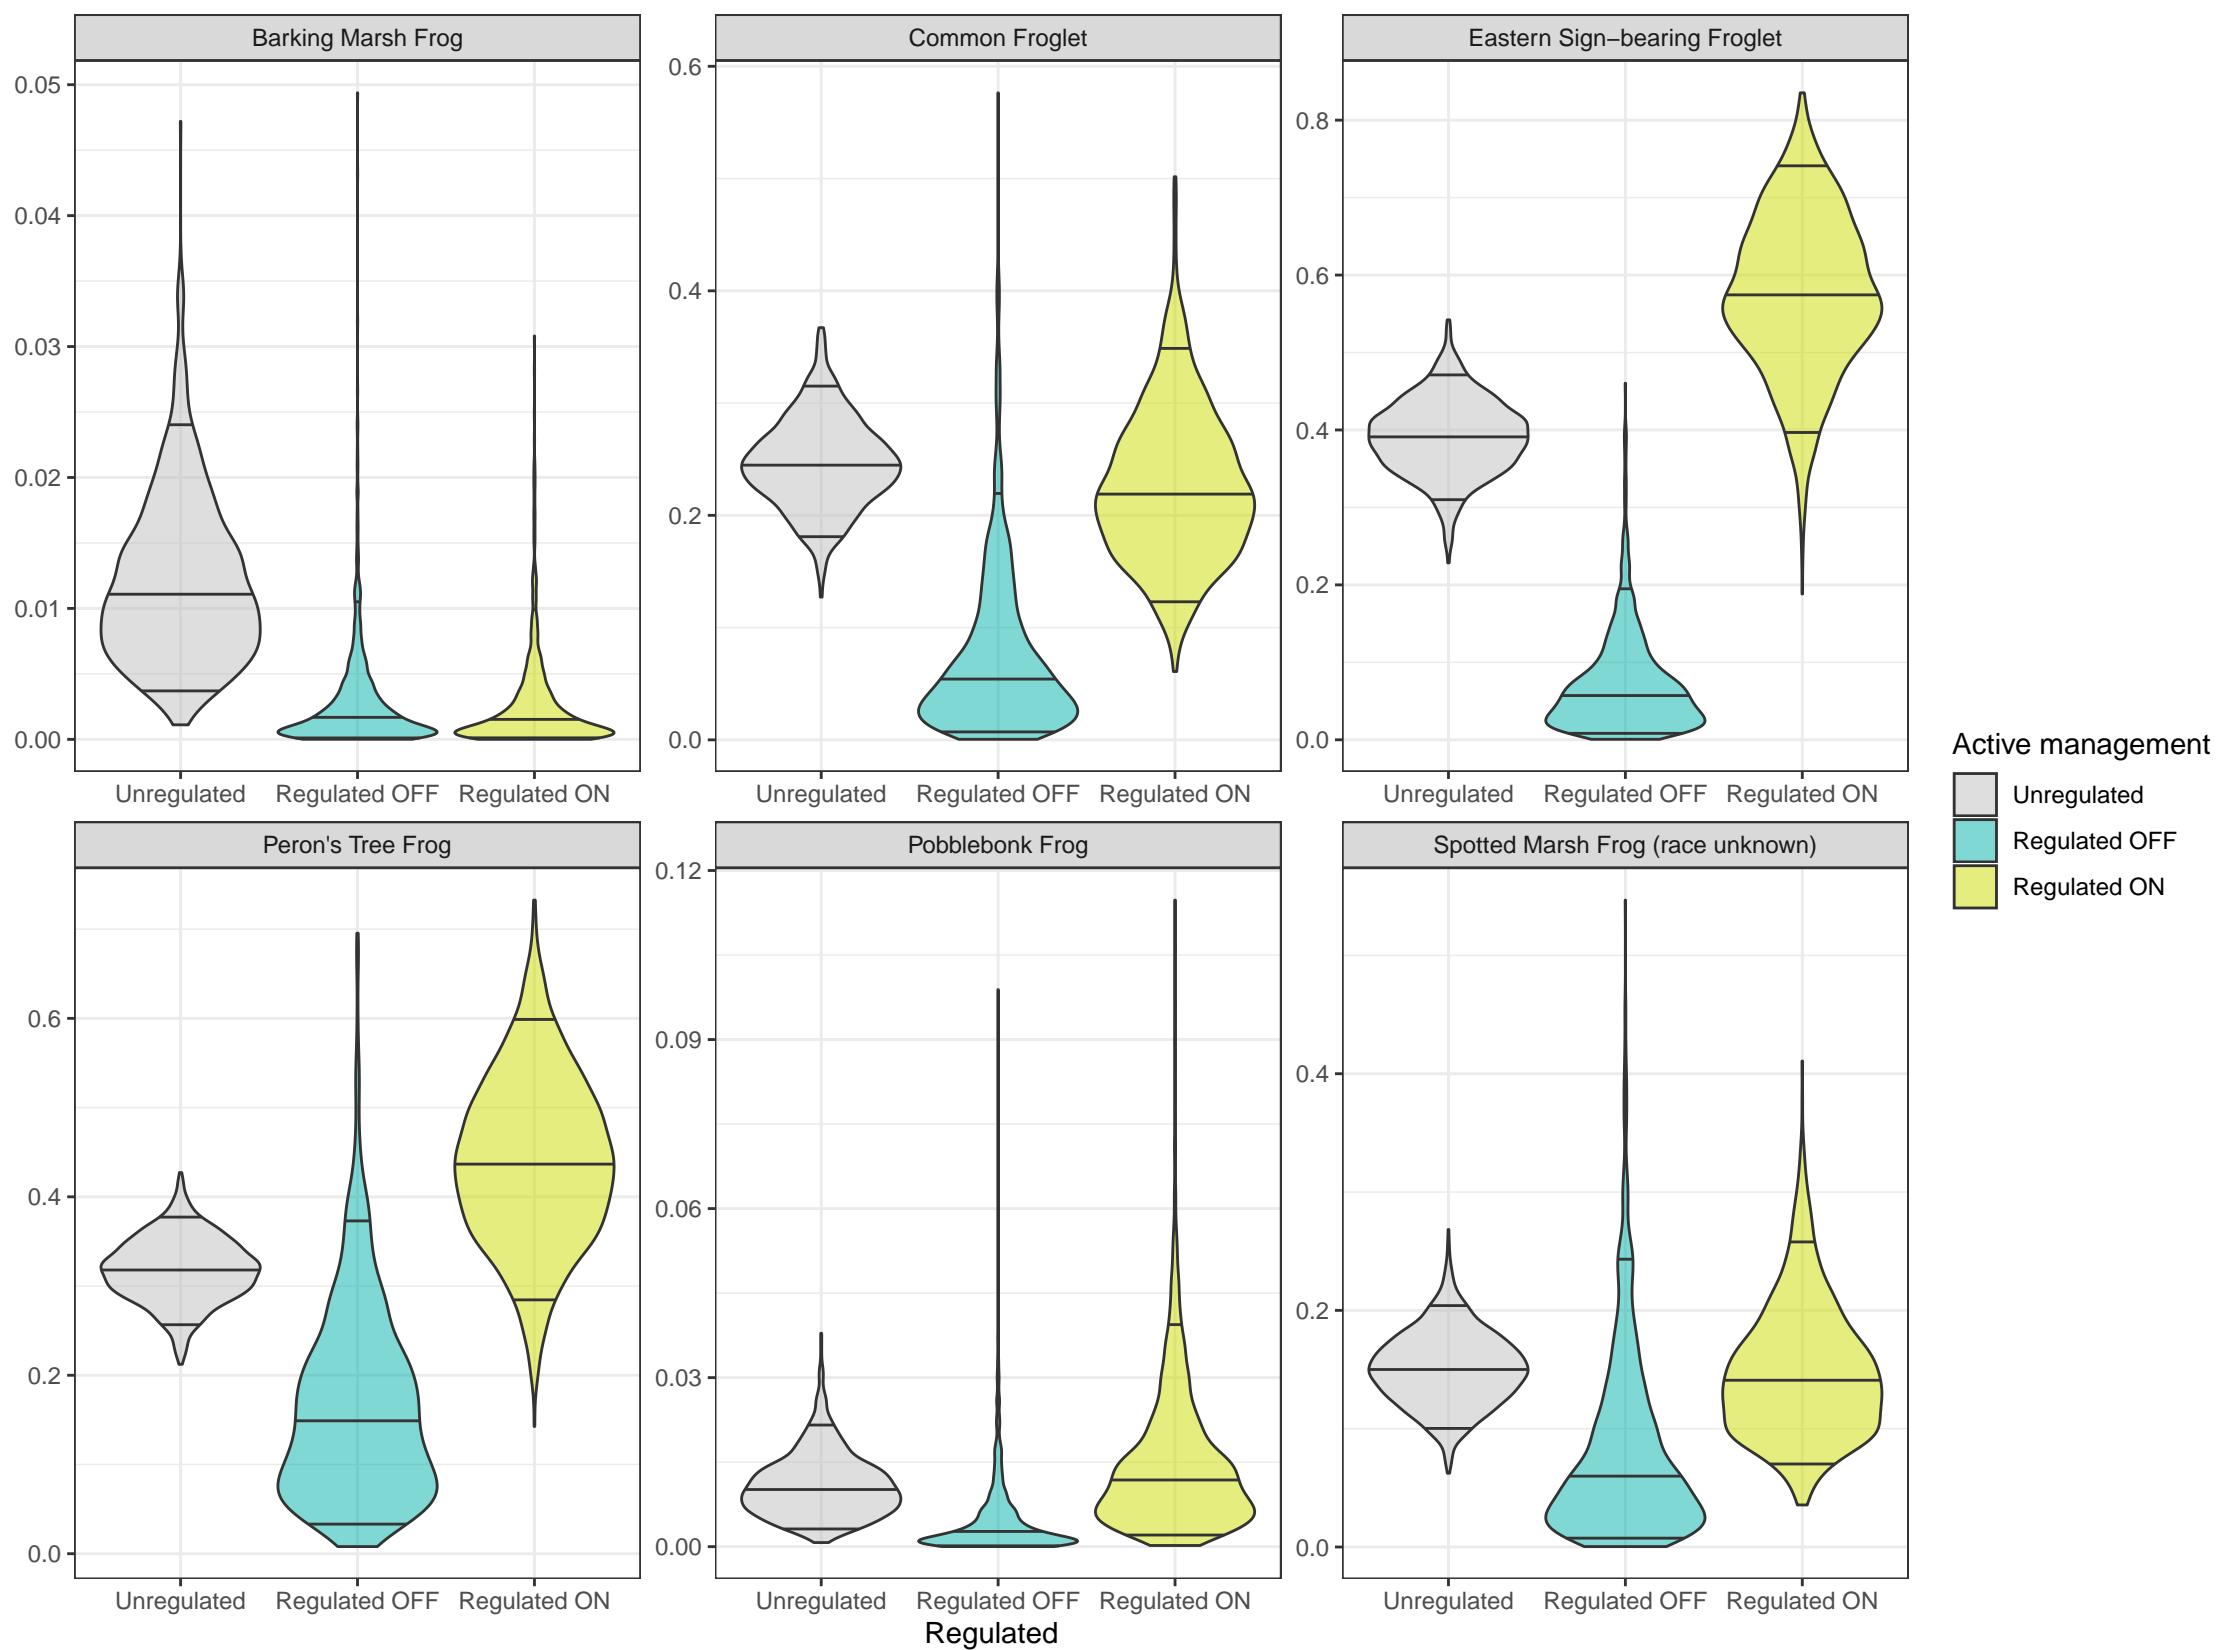 Barking Marsh Frog
Common Froglet
Eastern Sign−bearing Froglet
0.05
0.04
0.03
0.02
0.01
0.00
0.6
0.4
0.2
0.0
0.8
0.6
0.4
0.2
0.0
Unregulated Regulated OFF Regulated ON
Unregulated Regulated OFF Regulated ON
Unregulated Regulated OFF Regulated ON
Peron's Tree Frog
Pobblebonk Frog
Spotted Marsh Frog (race unknown)
0.6
0.4
0.2
0.0
0.12
0.09
0.06
0.03
0.00
0.4
0.2
0.0
Unregulated Regulated OFF Regulated ON
Unregulated Regulated OFF Regulated ON
Unregulated Regulated OFF Regulated ON
Regulated
Active management
Unregulated
Regulated OFF
Regulated ON